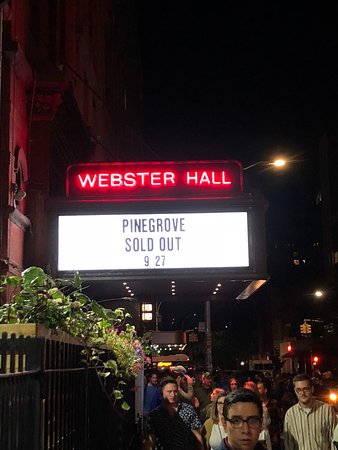 WEBSTER HALL
PINEGROVE
SOLD OUT
9 27